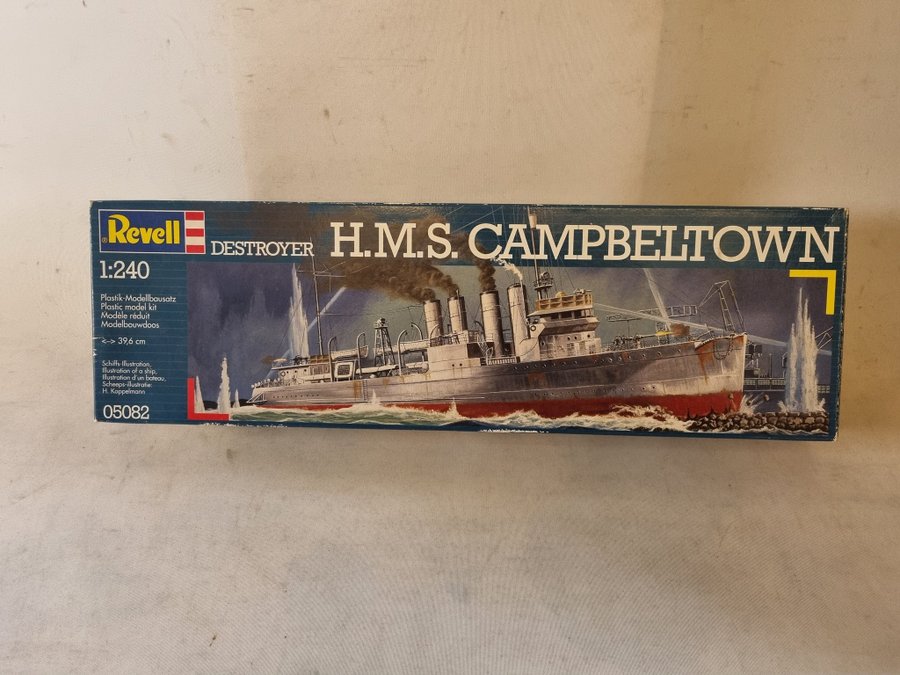 ® Revell
DESTROYER H.M.S. CAMPBELTOWN
1:240
Plastik-Modellbausatz
Plastic model kit
Modèle réduit
Modelbouwdoos
<--> 39,6 cm
Schiffs-Illustration,
Illustration of a ship,
Illustration d'un bateau,
Scheeps-illustratie:
H. Koppelmann
05082